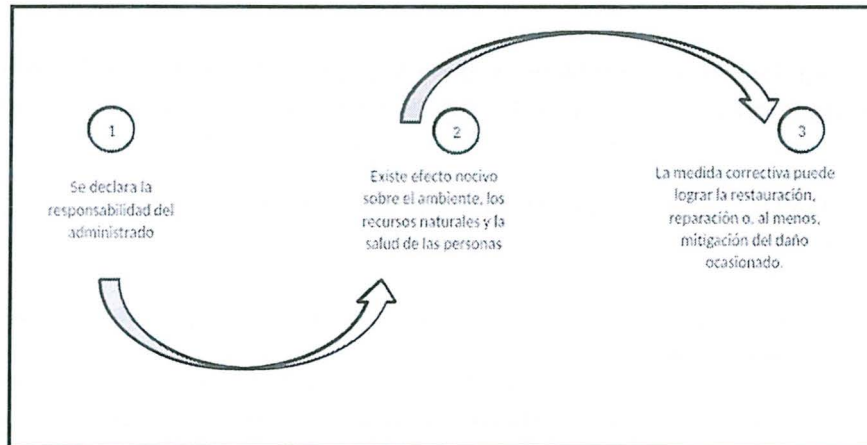 1
Se declara la
responsabilidad del
administrado
2
Existe efecto nocivo
sobre el ambiente, los
recursos naturales y la
salud de las personas
3
La medida correctiva puede
lograr la restauración,
reparación o, al menos,
mitigación del daño
ocasionado.